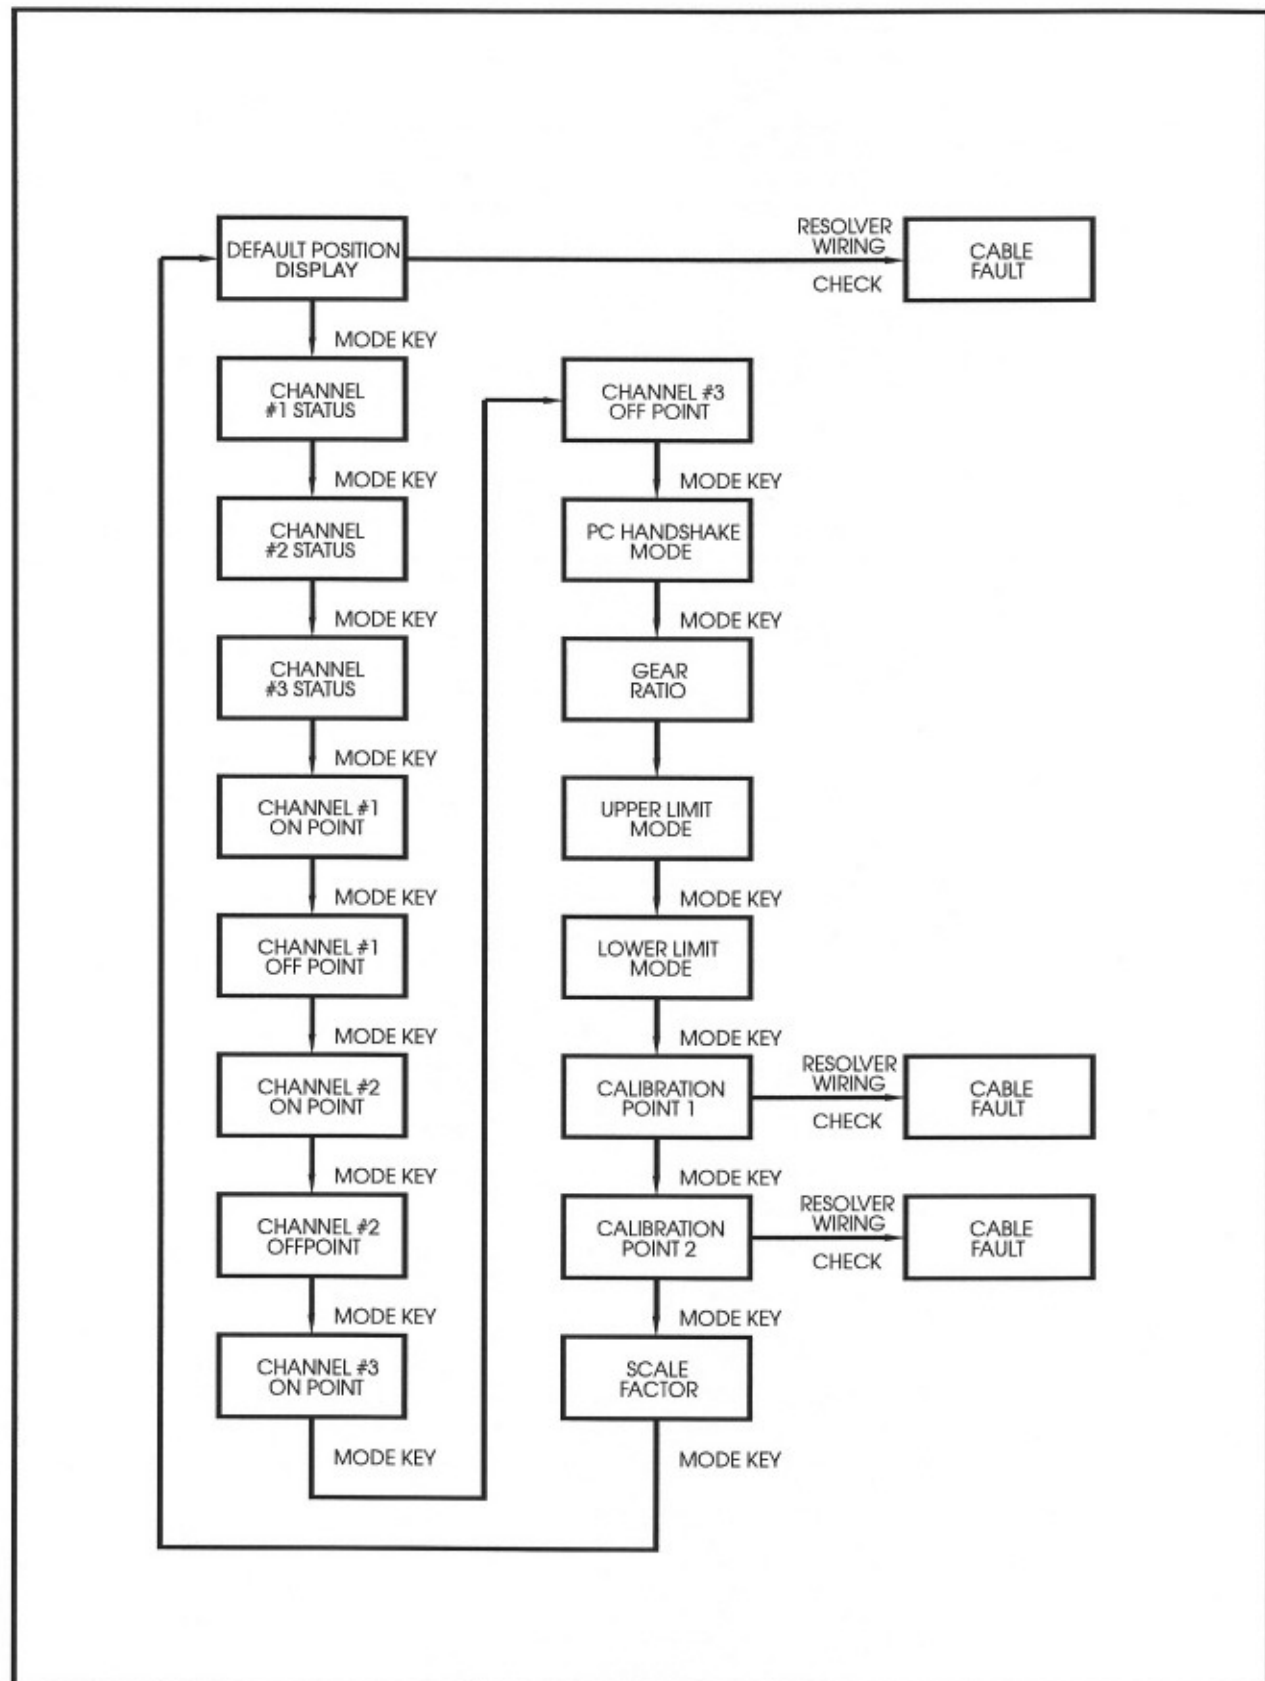 DEFAULT POSITION
DISPLAY
RESOLVER
WIRING
CHECK
CABLE
FAULT
MODE KEY
CHANNEL
#1 STATUS
MODE KEY
CHANNEL
#2 STATUS
MODE KEY
CHANNEL
#3 STATUS
MODE KEY
CHANNEL #1
ON POINT
MODE KEY
CHANNEL #1
OFF POINT
MODE KEY
CHANNEL #2
ON POINT
MODE KEY
CHANNEL #2
OFFPOINT
MODE KEY
CHANNEL #3
ON POINT
MODE KEY
CHANNEL #3
OFF POINT
MODE KEY
PC HANDSHAKE
MODE
MODE KEY
GEAR
RATIO
UPPER LIMIT
MODE
MODE KEY
LOWER LIMIT
MODE
MODE KEY
CALIBRATION
POINT 1
RESOLVER
WIRING
CHECK
CABLE
FAULT
MODE KEY
CALIBRATION
POINT 2
RESOLVER
WIRING
CHECK
CABLE
FAULT
MODE KEY
SCALE
FACTOR
MODE KEY